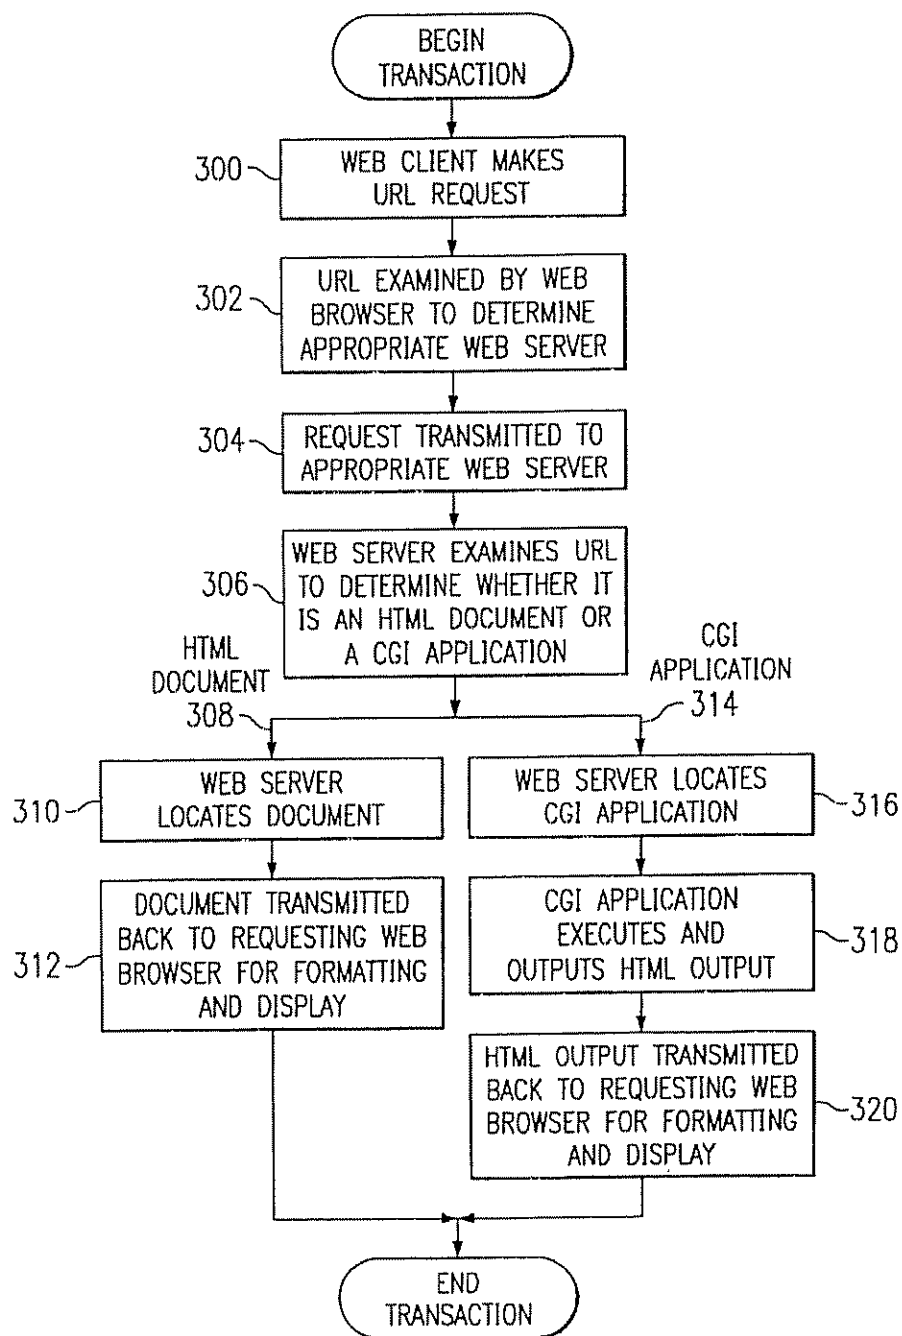 BEGIN
TRANSACTION
300
WEB CLIENT MAKES
URL REQUEST
302
URL EXAMINED BY WEB
BROWSER TO DETERMINE
APPROPRIATE WEB SERVER
304
REQUEST TRANSMITTED TO
APPROPRIATE WEB SERVER
306
WEB SERVER EXAMINES URL
TO DETERMINE WHETHER IT
IS AN HTML DOCUMENT OR
A CGI APPLICATION
HTML
DOCUMENT
308
CGI
APPLICATION
314
310
WEB SERVER
LOCATES DOCUMENT
WEB SERVER LOCATES
CGI APPLICATION
316
312
DOCUMENT TRANSMITTED
BACK TO REQUESTING WEB
BROWSER FOR FORMATTING
AND DISPLAY
CGI APPLICATION
EXECUTES AND
OUTPUTS HTML OUTPUT
318
HTML OUTPUT TRANSMITTED
BACK TO REQUESTING WEB
BROWSER FOR FORMATTING
AND DISPLAY
320
END
TRANSACTION